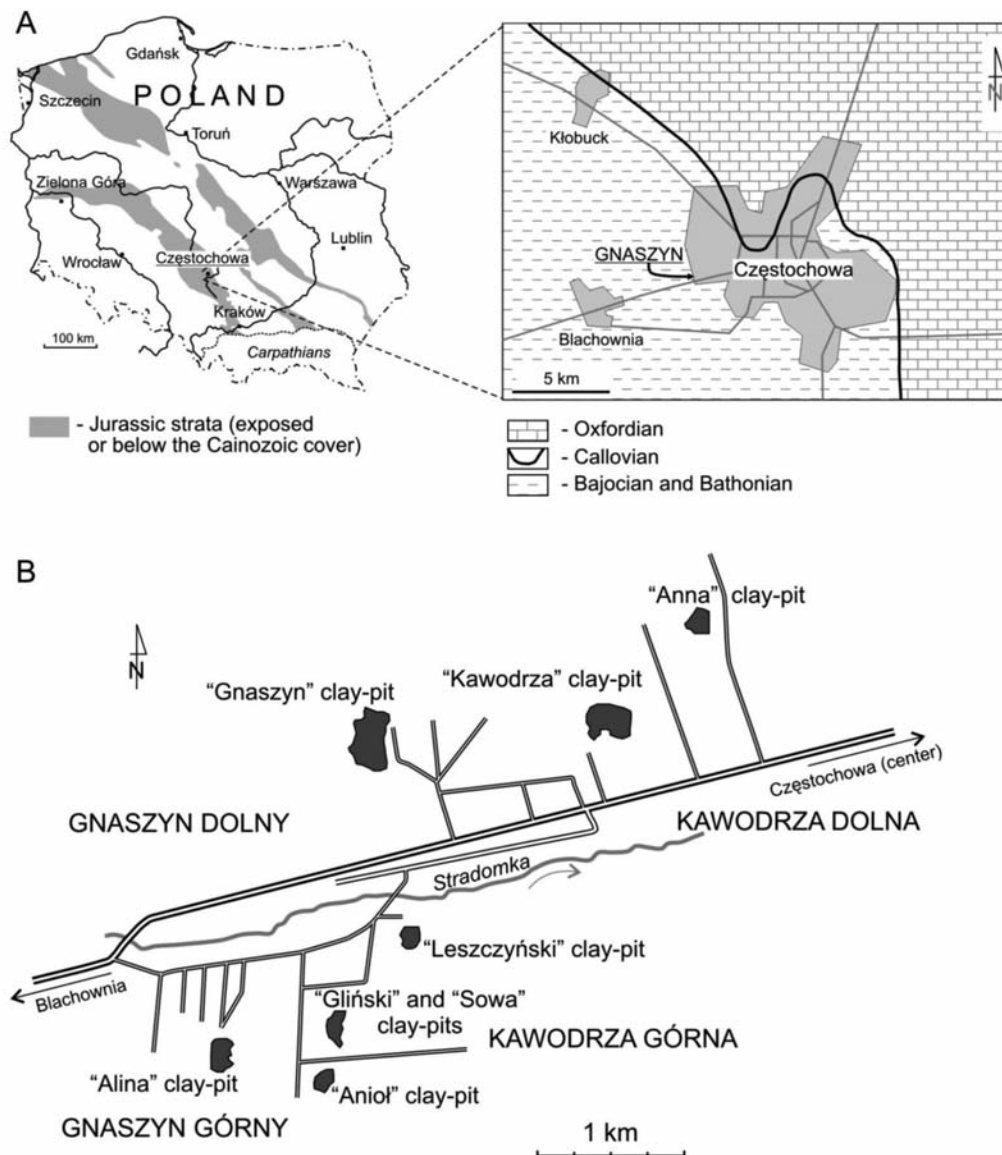 A
Gdańsk
POLAND
Szczecin
Toruń
Zielona Góra
Warszawa
Wrocław
Częstochowa
Lublin
Kraków
100 km
Carpathians
- Jurassic strata (exposed
or below the Cainozoic cover)
N
Kłobuck
GNASZYN
Częstochowa
Blachownia
5 km
- Oxfordian
- Callovian
- Bajocian and Bathonian
B
N
"Anna" clay-pit
"Gnaszyn" clay-pit
"Kawodrza" clay-pit
Częstochowa (center)
GNASZYN DOLNY
KAWODRZA DOLNA
Stradomka
"Leszczyński" clay-pit
Blachownia
"Gliński" and "Sowa"
clay-pits
KAWODRZA GÓRNA
"Alina" clay-pit
"Anioł" clay-pit
GNASZYN GÓRNY
1 km